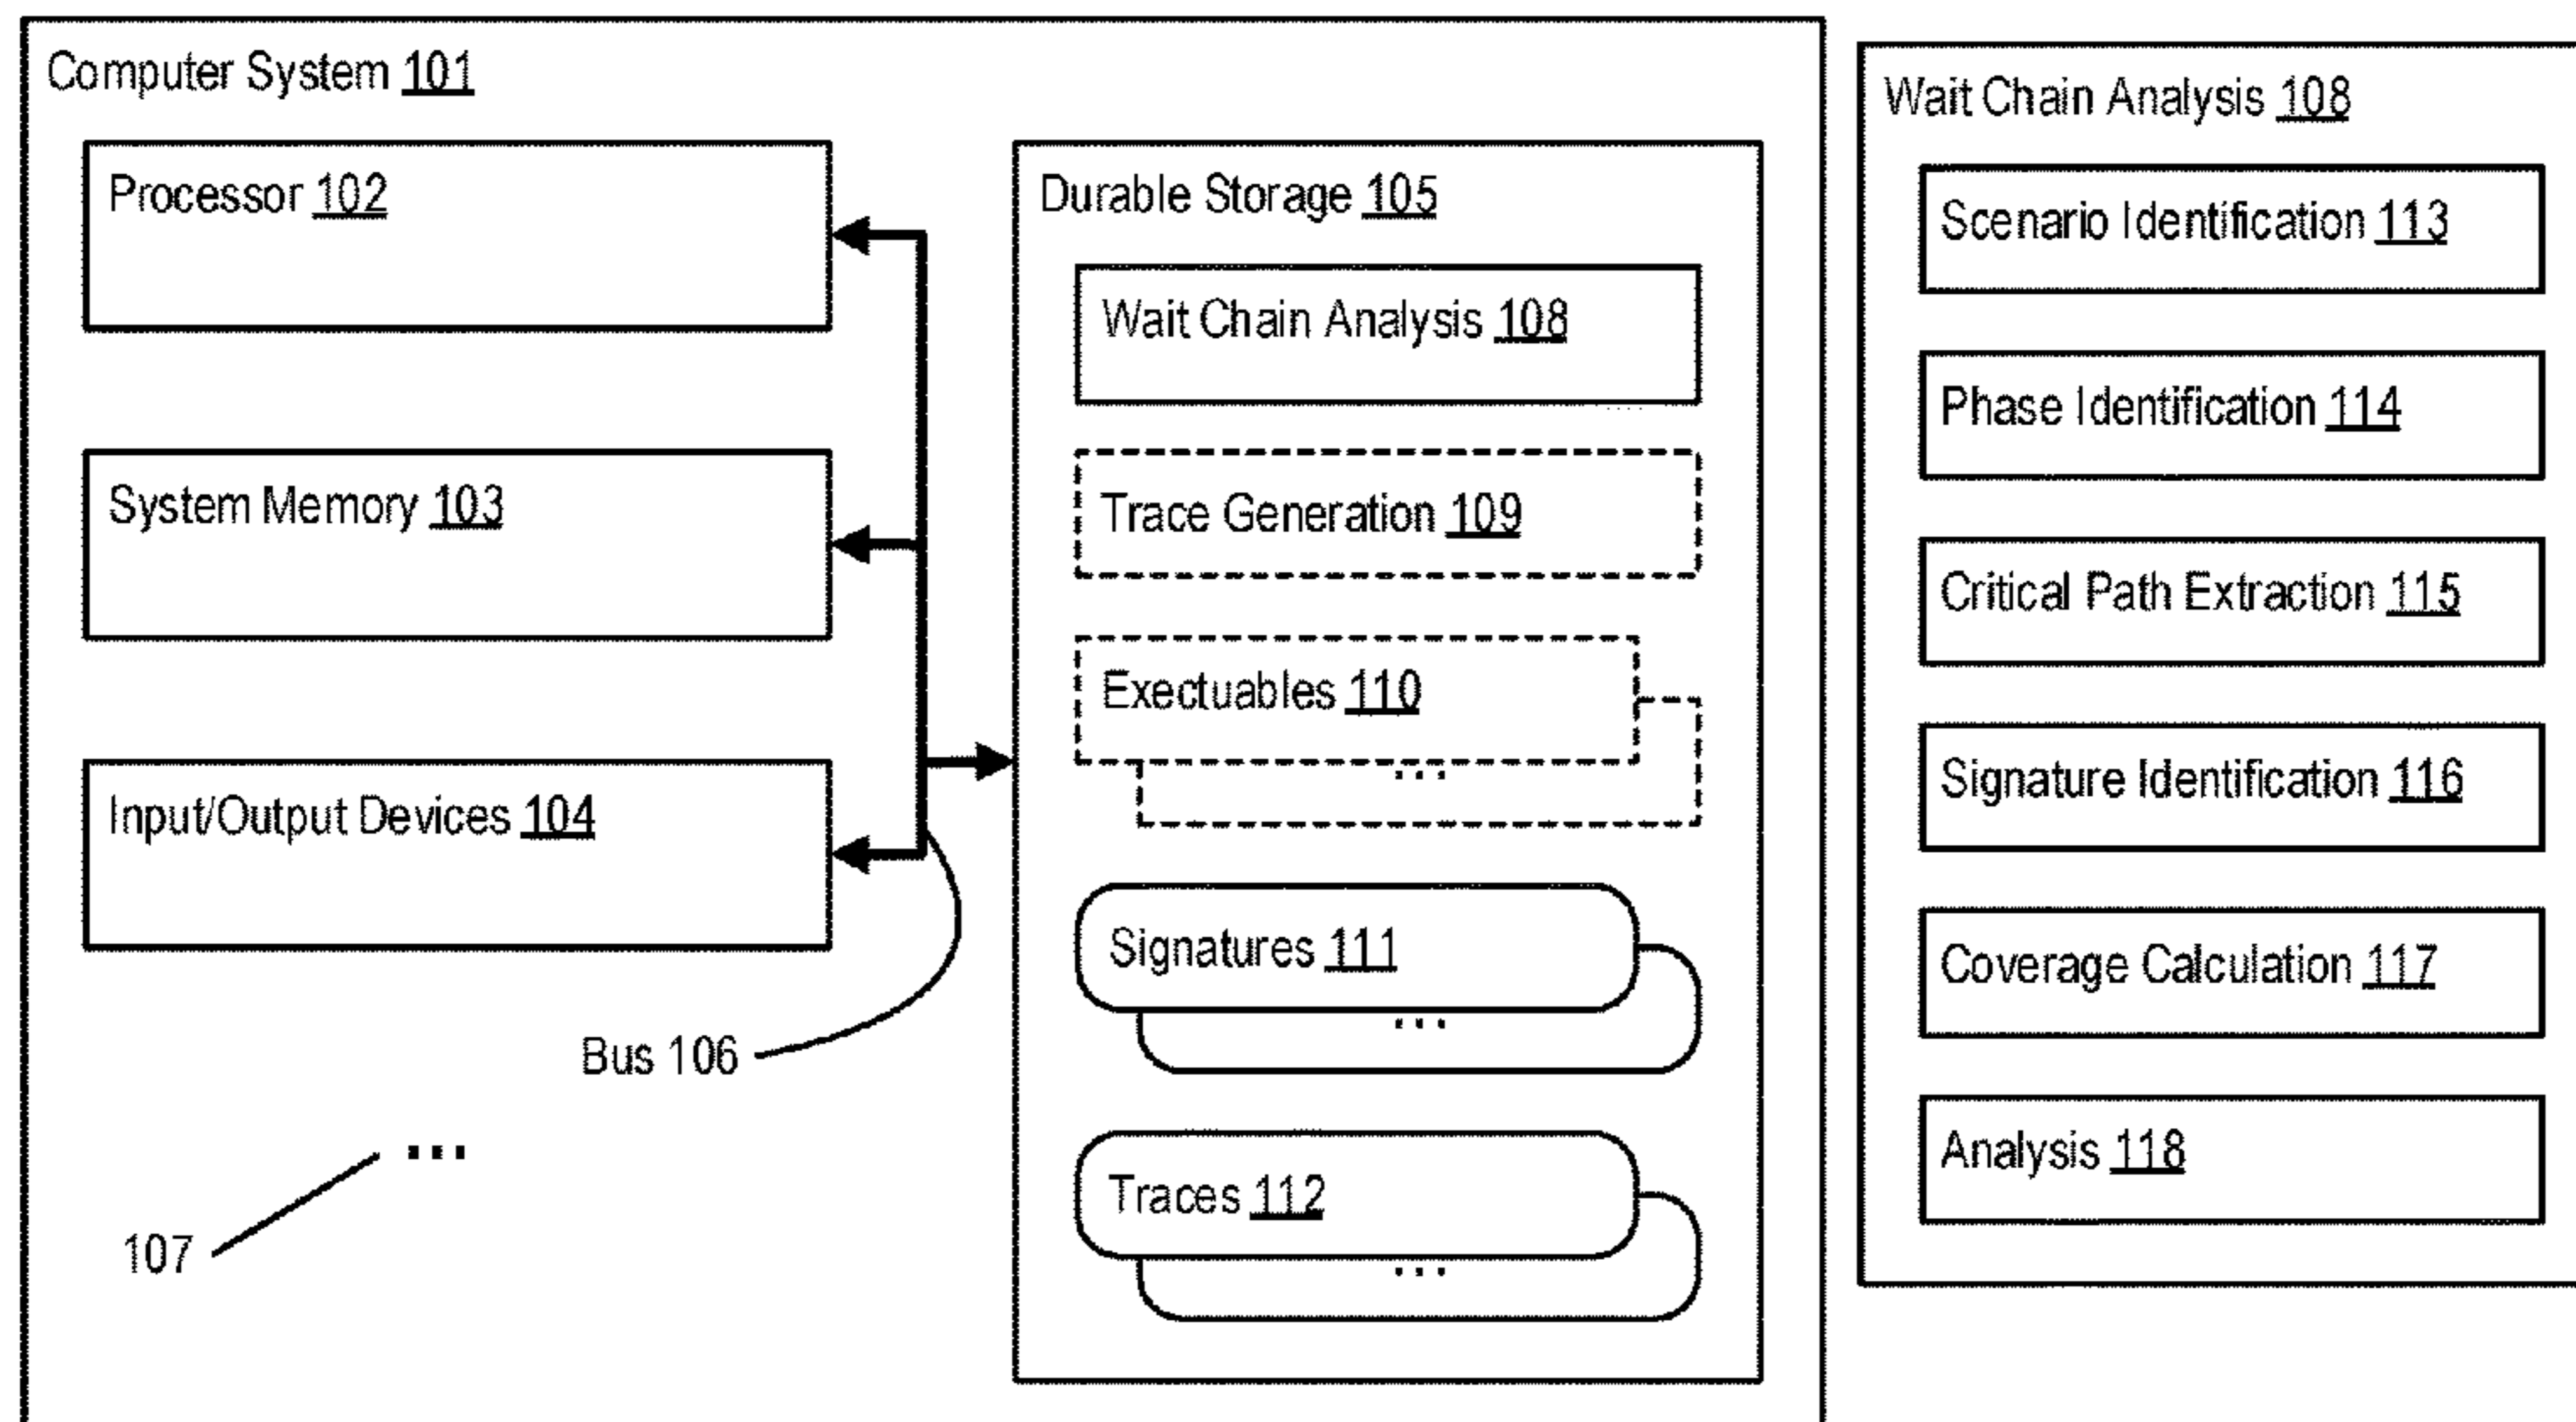 Computer System 101
Processor 102
System Memory 103
Input/Output Devices 104
Bus 106
...
107
Durable Storage 105
Wait Chain Analysis 108
Trace Generation 109
Exectuables 110
...
Signatures 111
...
Traces 112
...
Wait Chain Analysis 108
Scenario Identification 113
Phase Identification 114
Critical Path Extraction 115
Signature Identification 116
Coverage Calculation 117
Analysis 118